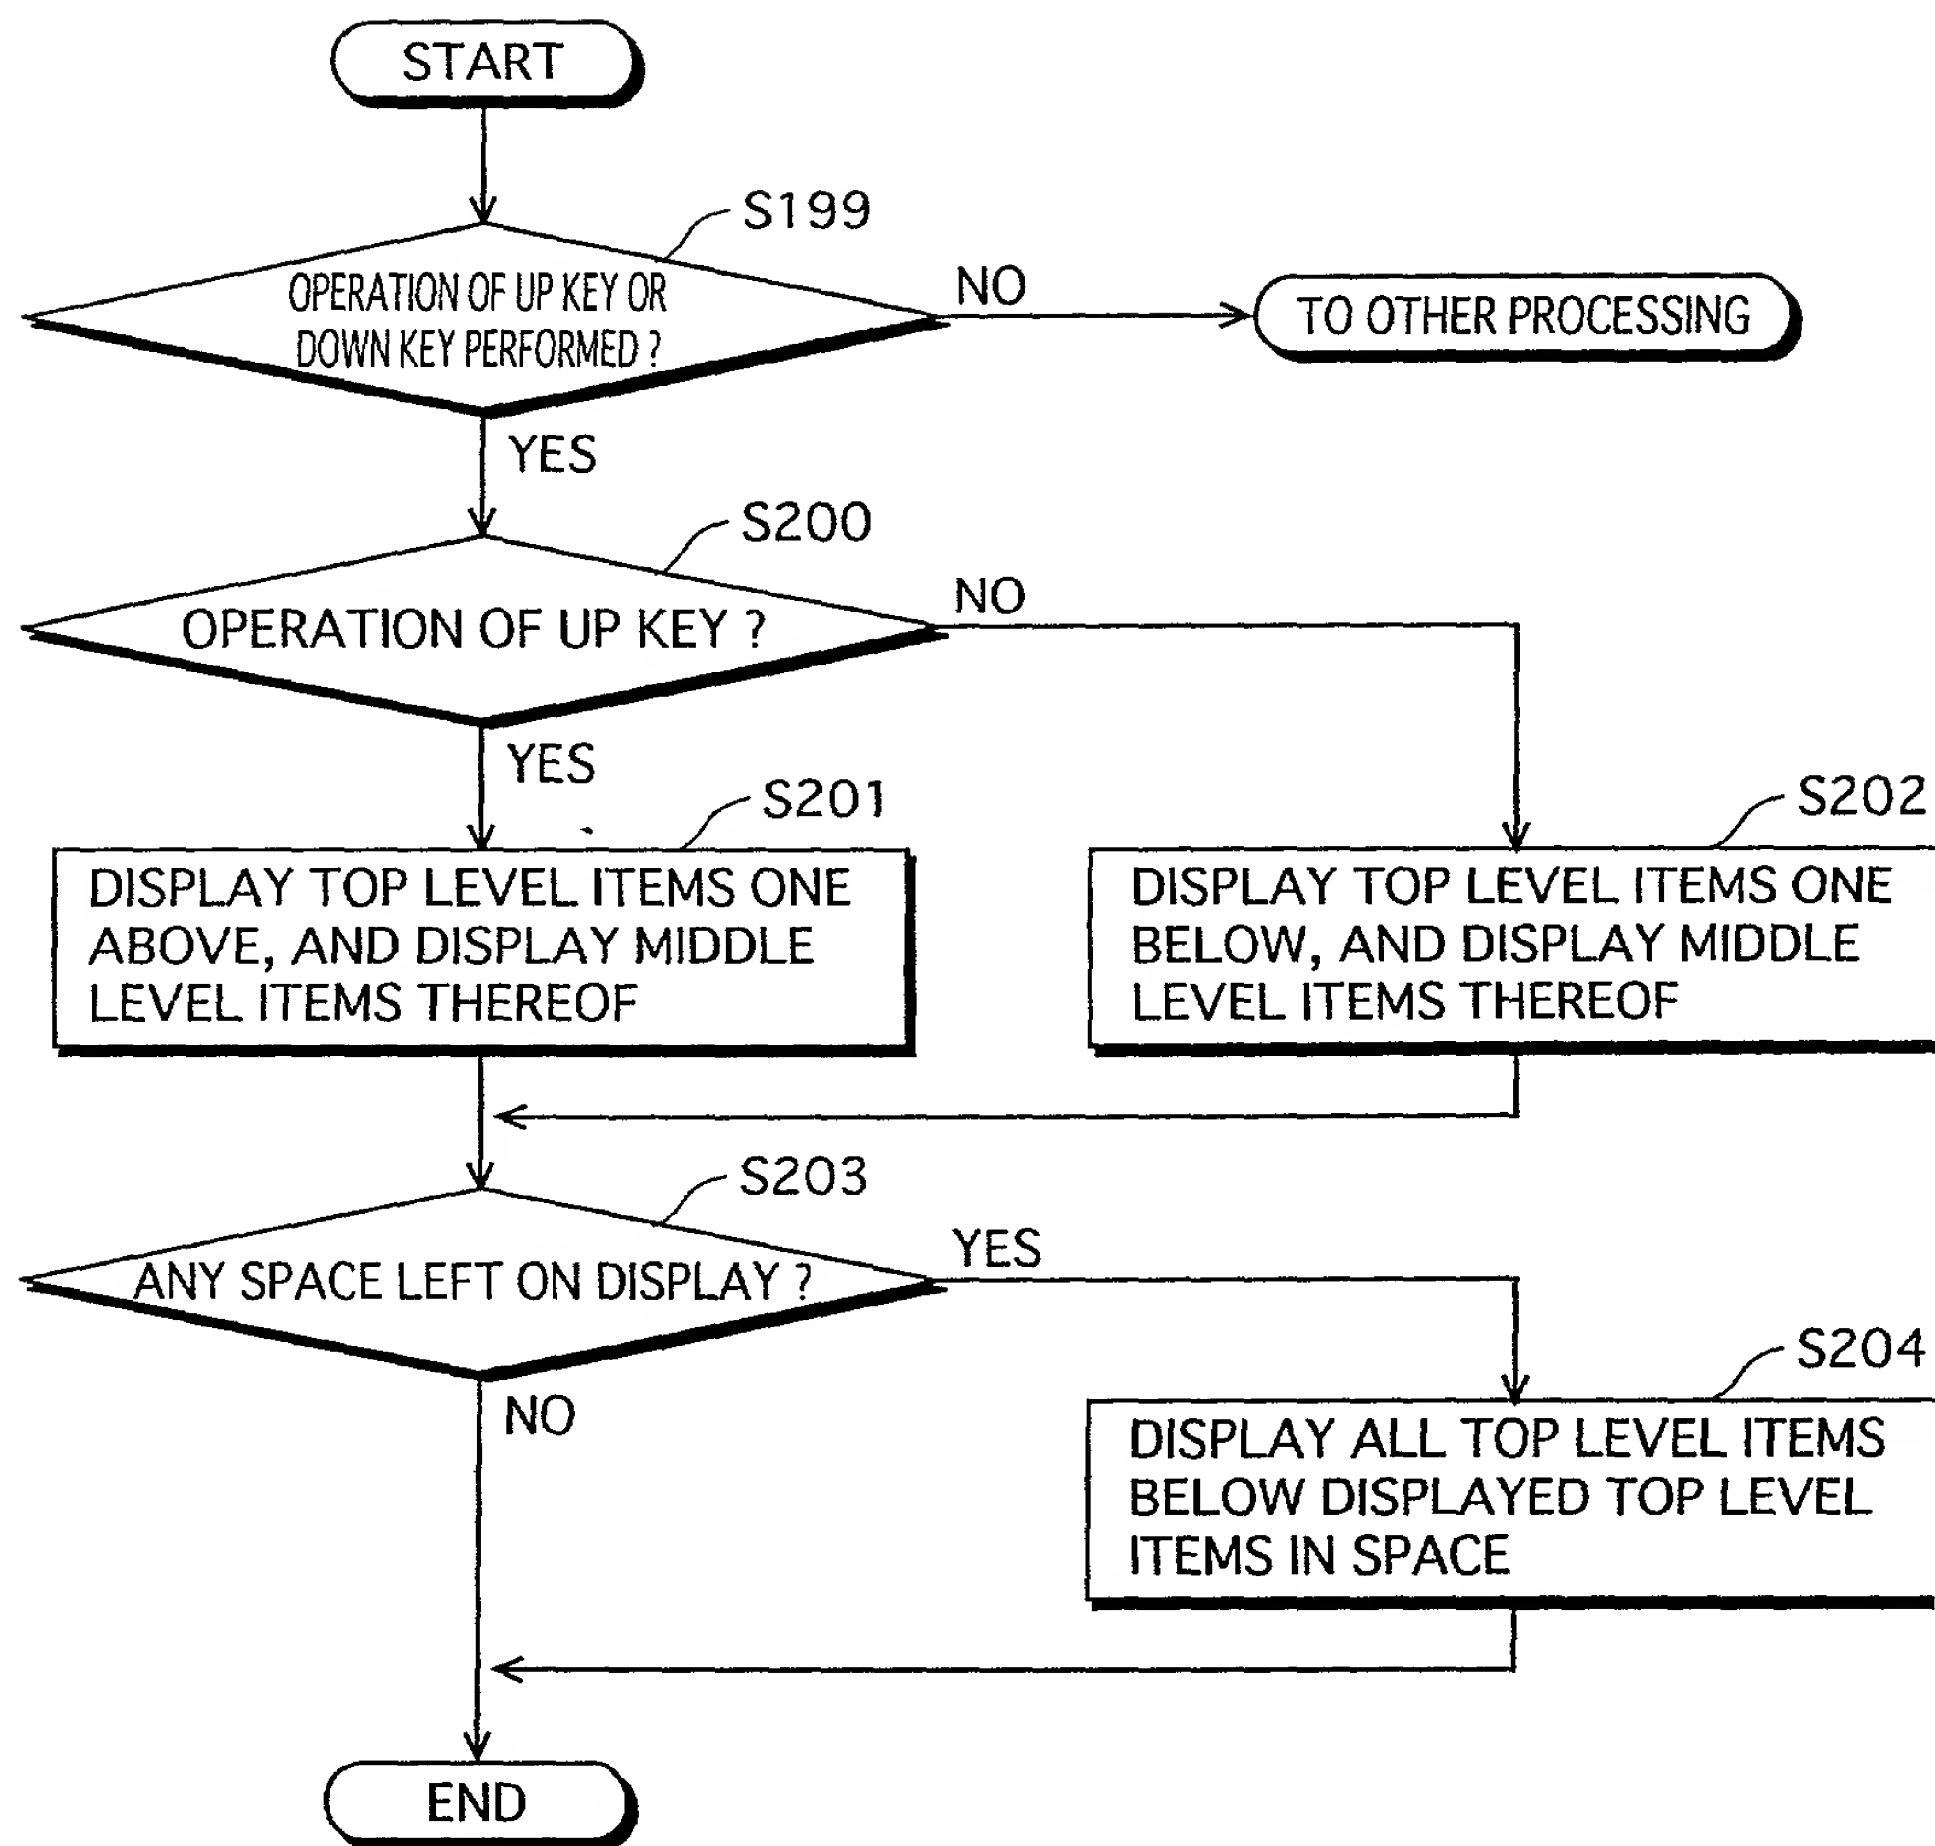 START
S199
OPERATION OF UP KEY OR
DOWN KEY PERFORMED ?
NO
TO OTHER PROCESSING
YES
S200
OPERATION OF UP KEY ?
NO
YES
S201
DISPLAY TOP LEVEL ITEMS ONE
ABOVE, AND DISPLAY MIDDLE
LEVEL ITEMS THEREOF
S202
DISPLAY TOP LEVEL ITEMS ONE
BELOW, AND DISPLAY MIDDLE
LEVEL ITEMS THEREOF
S203
ANY SPACE LEFT ON DISPLAY ?
YES
NO
S204
DISPLAY ALL TOP LEVEL ITEMS
BELOW DISPLAYED TOP LEVEL
ITEMS IN SPACE
END